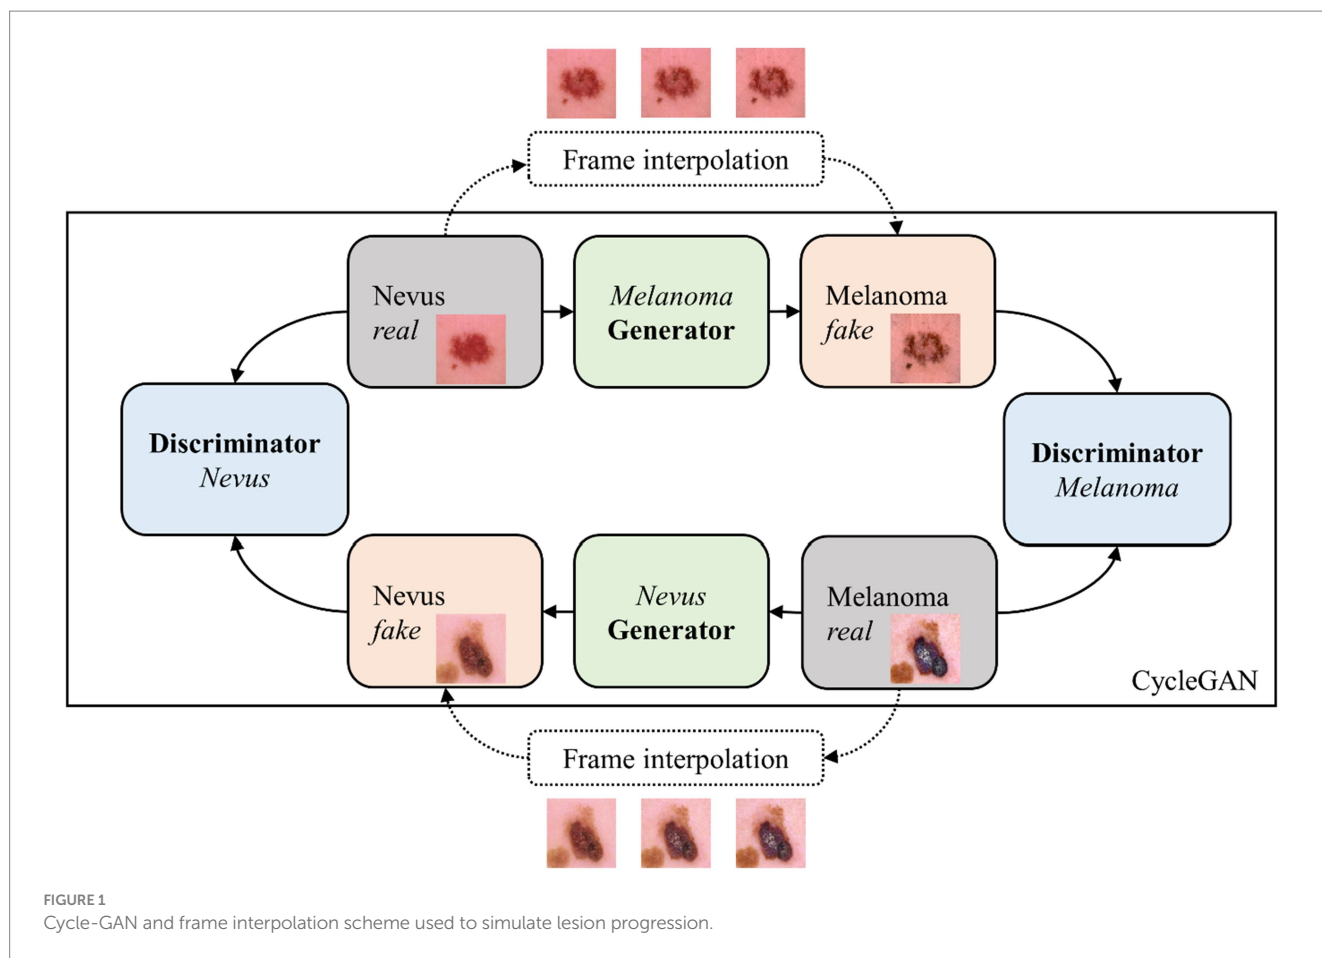 Frame interpolation
Nevus
real
Melanoma
Generator
Melanoma
fake
Discriminator
Nevus
Discriminator
Melanoma
Nevus
fake
Nevus
Generator
Melanoma
real
CycleGAN
Frame interpolation
FIGURE 1
Cycle-GAN and frame interpolation scheme used to simulate lesion progression.